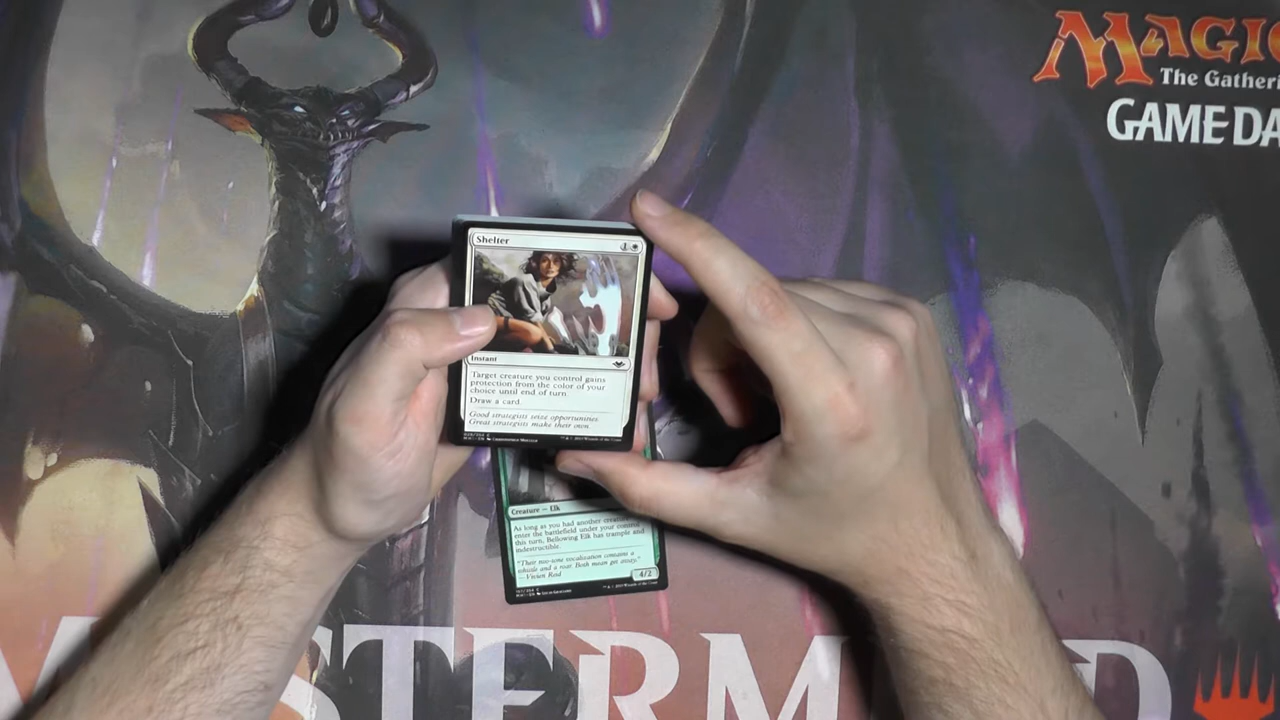 MAGIC
The Gatheri
GAME DA
Shelter
1
Instant
Target creature you control gains
protection from the color of your
choice until end of turn.
Draw a card.
Good strategists seize opportunities.
Great strategists make their own.
Creature — Elk
As long as you had another creature
enter the battlefield under your control
this turn, Bellowing Elk has trample and
indestructible.
"Their two-tone vocalization contains a
whistle and a roar. Both mean get away."
—Vivien Reid
4/2
STERM
D